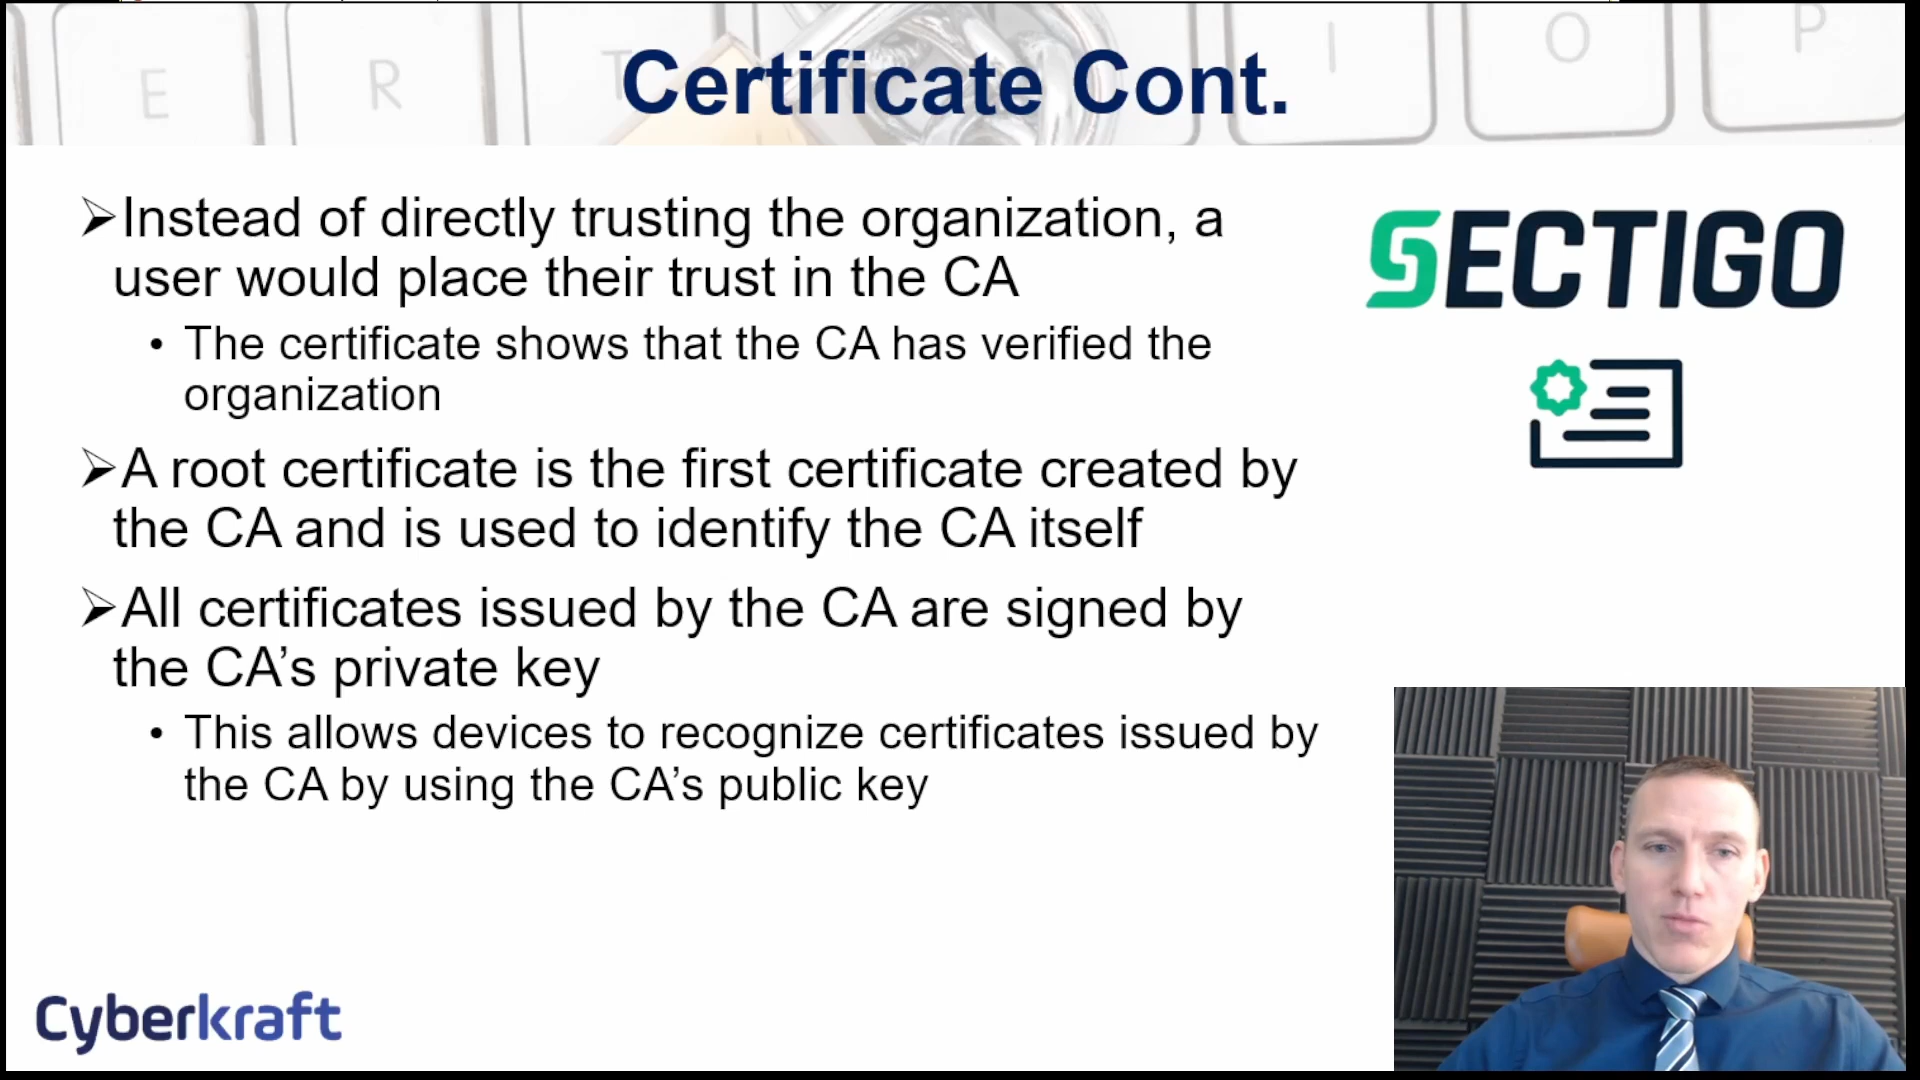 E R T I O P
Certificate Cont.
➢Instead of directly trusting the organization, a
user would place their trust in the CA
• The certificate shows that the CA has verified the
organization
➢A root certificate is the first certificate created by
the CA and is used to identify the CA itself
➢All certificates issued by the CA are signed by
the CA’s private key
• This allows devices to recognize certificates issued by
the CA by using the CA’s public key
SECTIGO
Cyberkraft